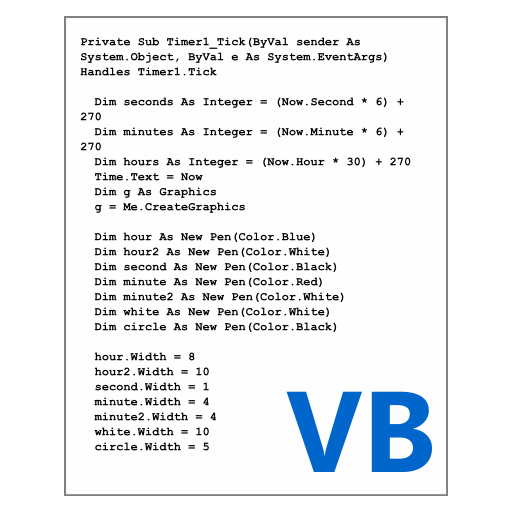 Private Sub Timer1_Tick(ByVal sender As
System.Object, ByVal e As System.EventArgs)
Handles Timer1.Tick
Dim seconds As Integer = (Now.Second * 6) +
270
Dim minutes As Integer = (Now.Minute * 6) +
270
Dim hours As Integer = (Now.Hour * 30) + 270
Time.Text = Now
Dim g As Graphics
g = Me.CreateGraphics
Dim hour As New Pen(Color.Blue)
Dim hour2 As New Pen(Color.White)
Dim second As New Pen(Color.Black)
Dim minute As New Pen(Color.Red)
Dim minute2 As New Pen(Color.White)
Dim white As New Pen(Color.White)
Dim circle As New Pen(Color.Black)
hour.Width = 8
hour2.Width = 10
second.Width = 1
minute.Width = 4
minute2.Width = 4
white.Width = 10
circle.Width = 5
VB